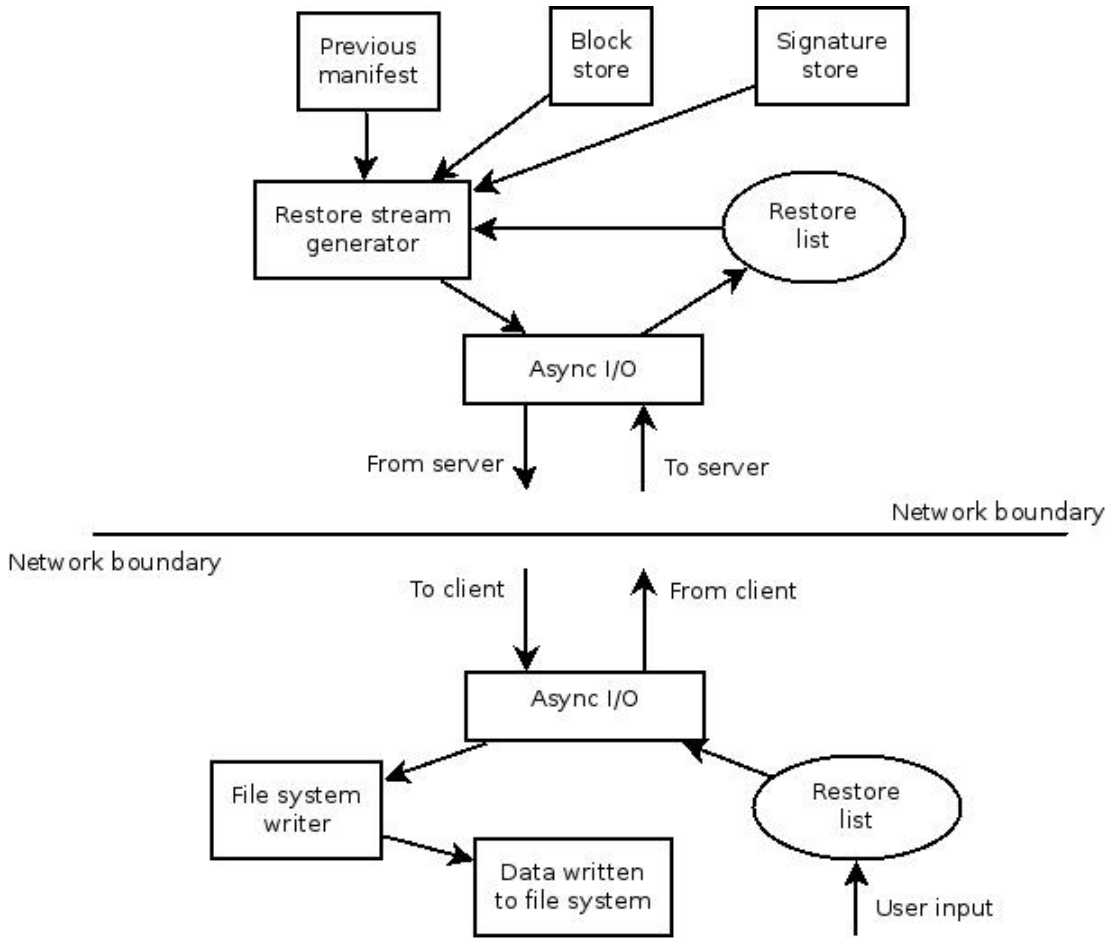 Previous
manifest
Block
store
Signature
store
Restore stream
generator
Restore
list
Async I/O
From server
To server
Network boundary
Network boundary
To client
From client
Async I/O
File system
writer
Restore
list
Data written
to file system
User input